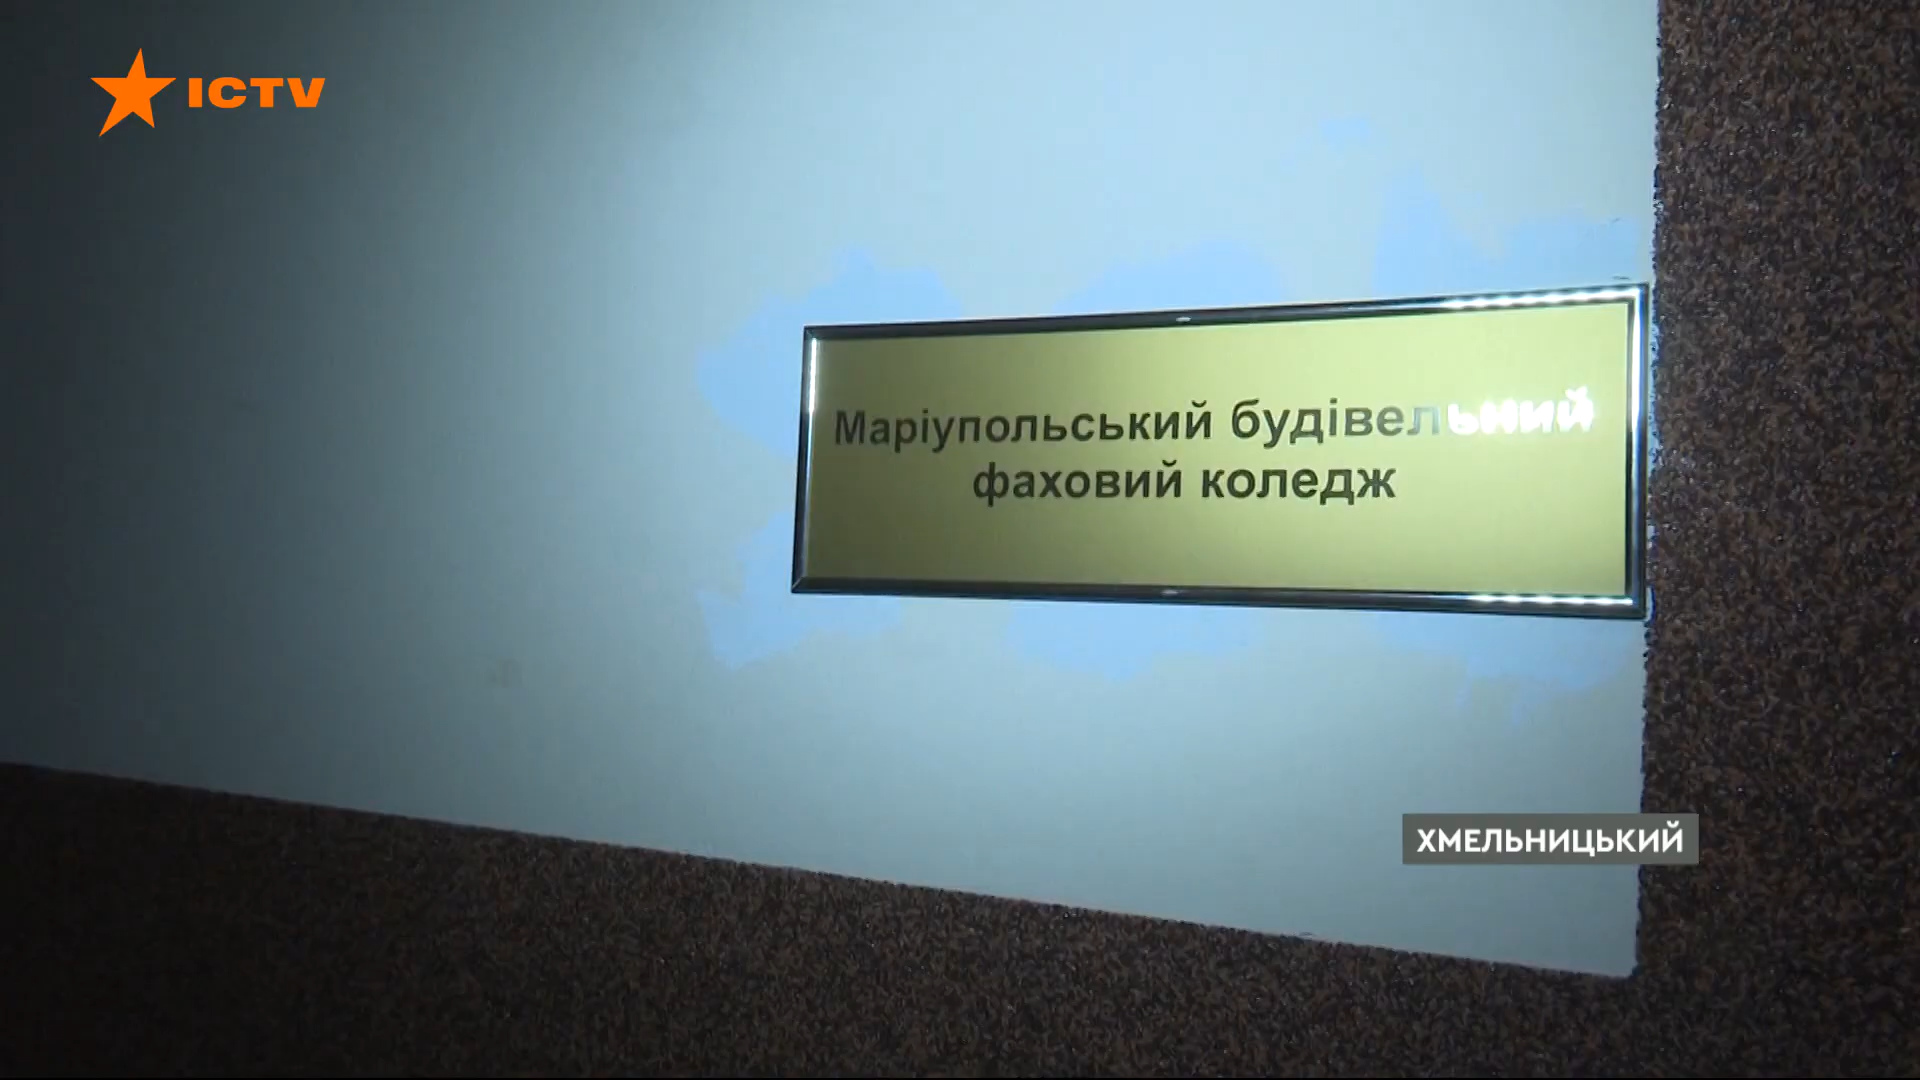 ICTV
Маріупольський будівельний
фаховий коледж
ХМЕЛЬНИЦЬКИЙ